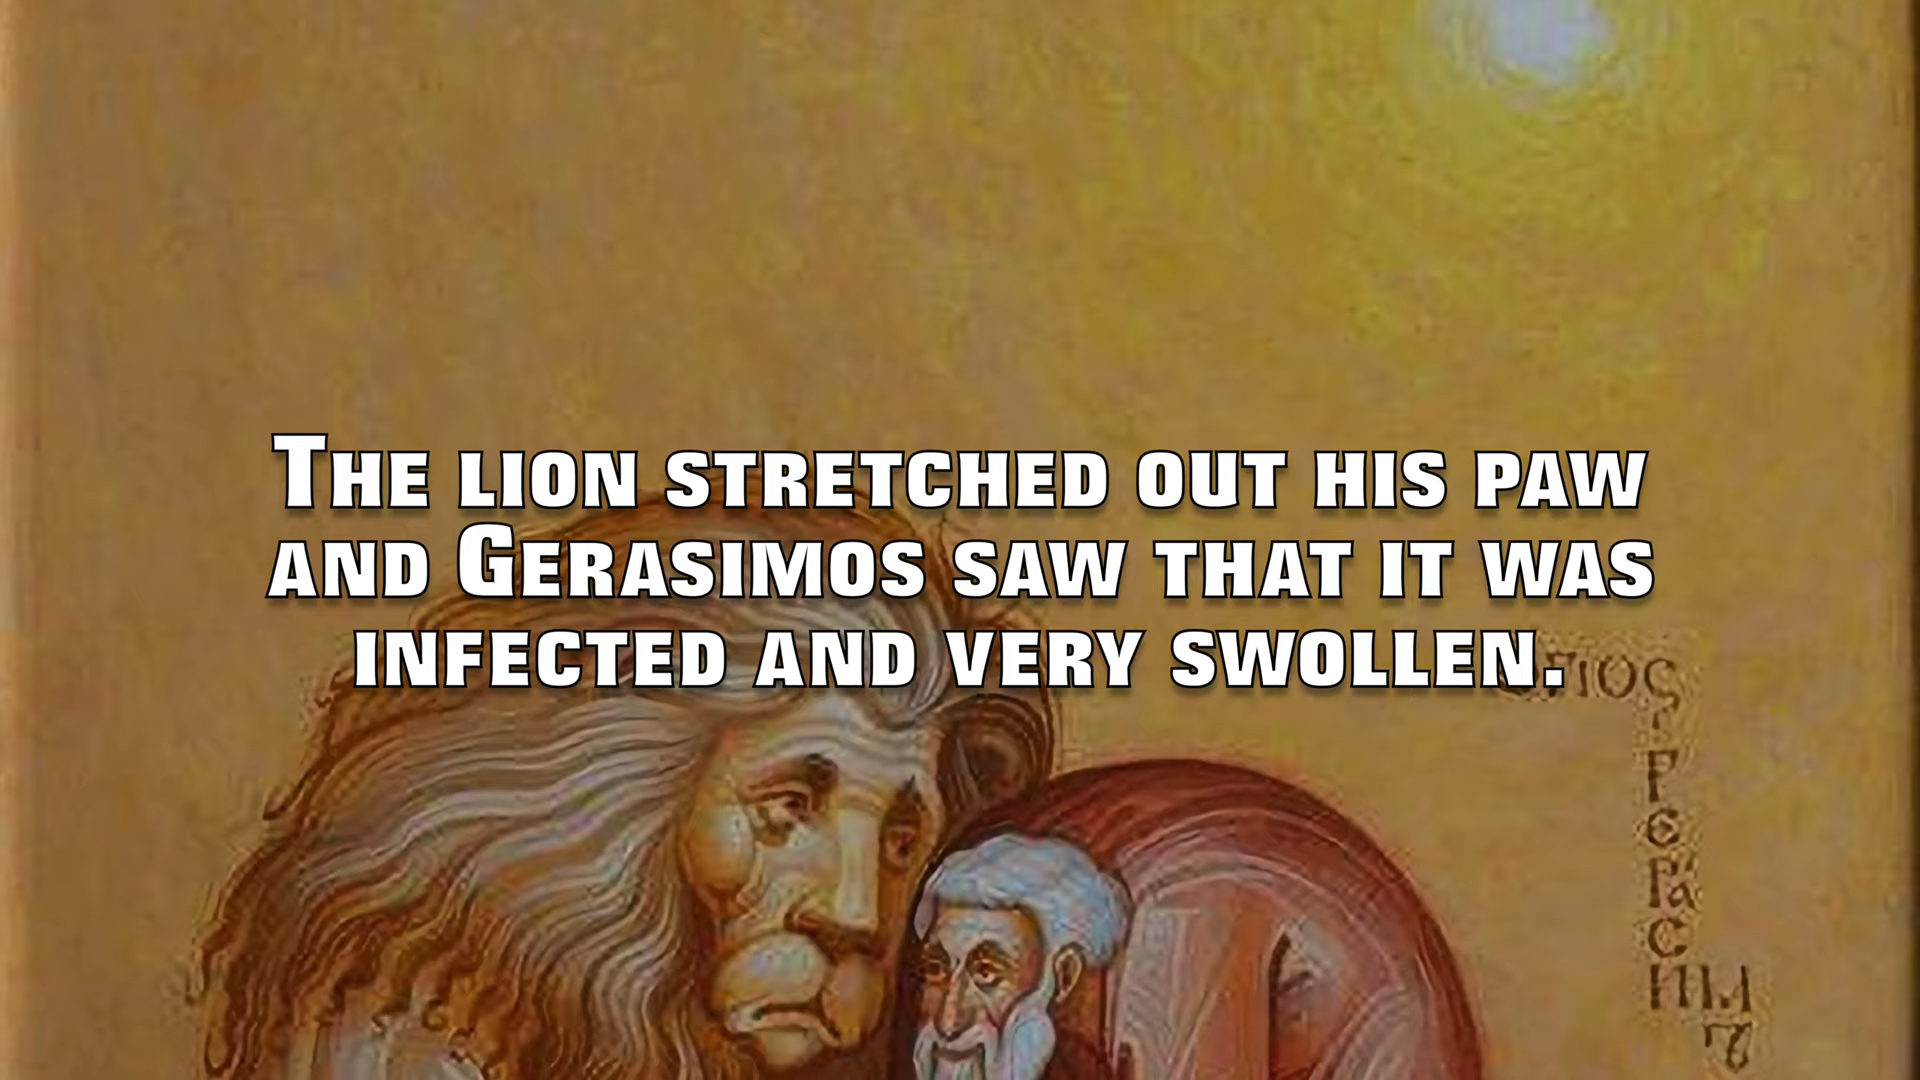 The lion stretched out his paw
and Gerasimos saw that it was
infected and very swollen.